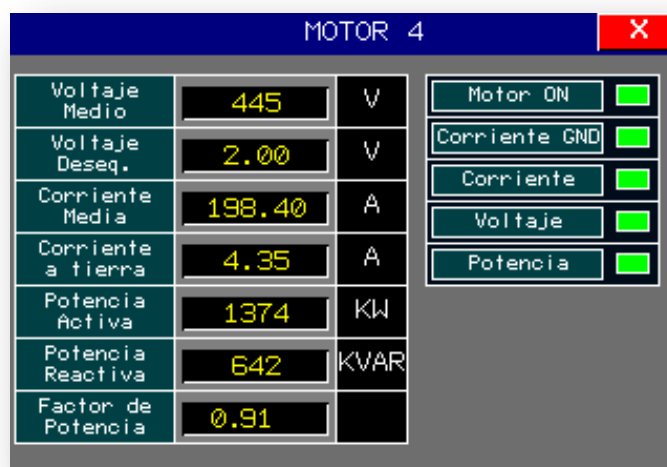 MOTOR 4
X
Voltaje
Medio
445
V
Voltaje
Deseq.
2.00
V
Corriente
Media
198.40
A
Corriente
a tierra
4.35
A
Potencia
Activa
1374
KW
Potencia
Reactiva
642
KVAR
Factor de
Potencia
0.91
Motor ON
Corriente GND
Corriente
Voltaje
Potencia